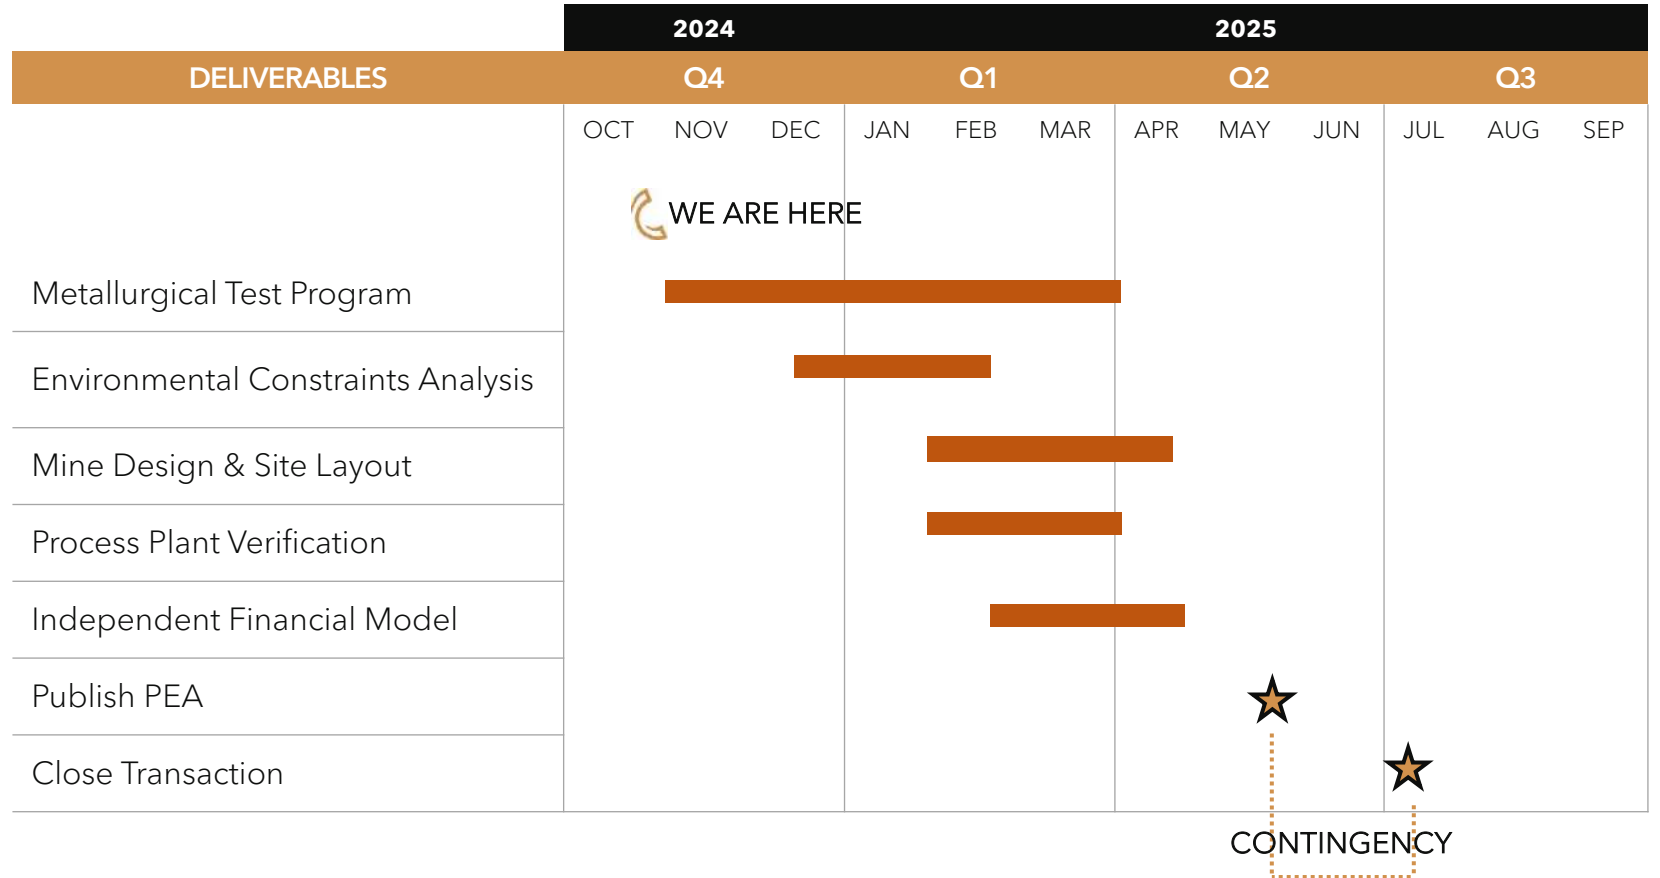 2024 2025
DELIVERABLES Q4 Q1 Q2 Q3
OCT NOV DEC JAN FEB MAR APR MAY JUN JUL AUG SEP
WE ARE HERE
Metallurgical Test Program
Environmental Constraints Analysis
Mine Design & Site Layout
Process Plant Verification
Independent Financial Model
Publish PEA
Close Transaction
CONTINGENCY